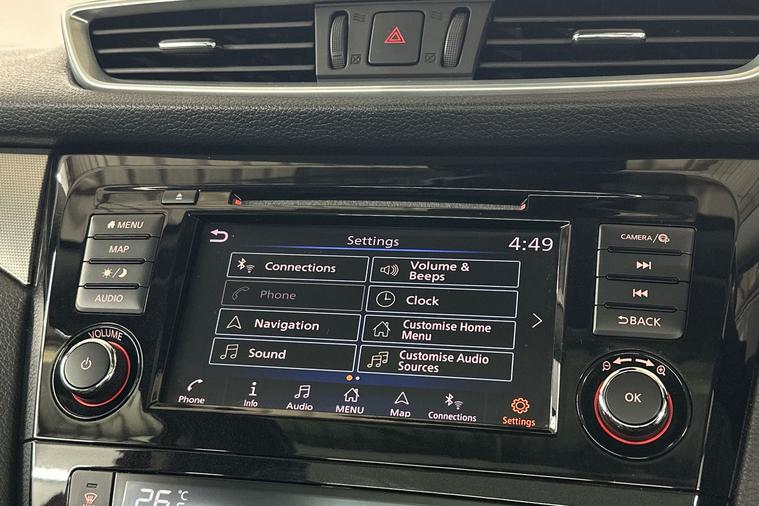 MENU
MAP
AUDIO
VOLUME
Settings
4:49
Connections
Volume &
Beeps
Phone
Clock
Navigation
Customise Home
Menu
Sound
Customise Audio
Sources
Phone
Info
Audio
MENU
Map
Connections
Settings
CAMERA/
BACK
OK
26 °C